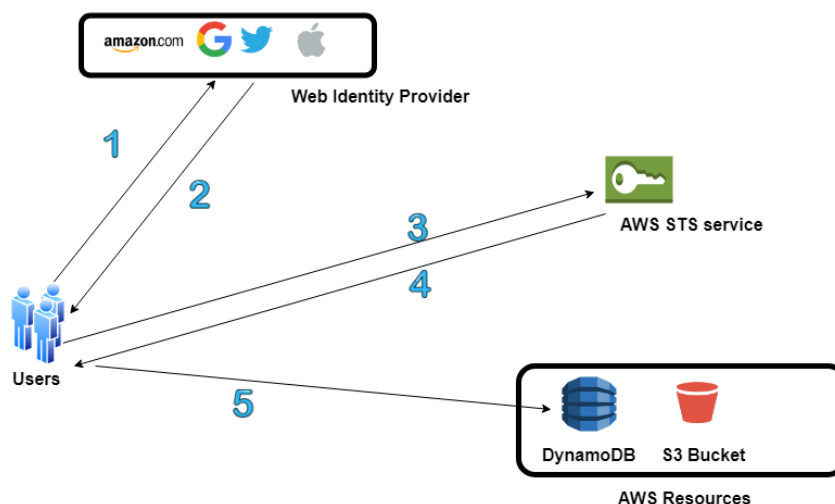 amazon.com
Web Identity Provider
1
2
3
AWS STS service
4
Users
5
DynamoDB S3 Bucket
AWS Resources